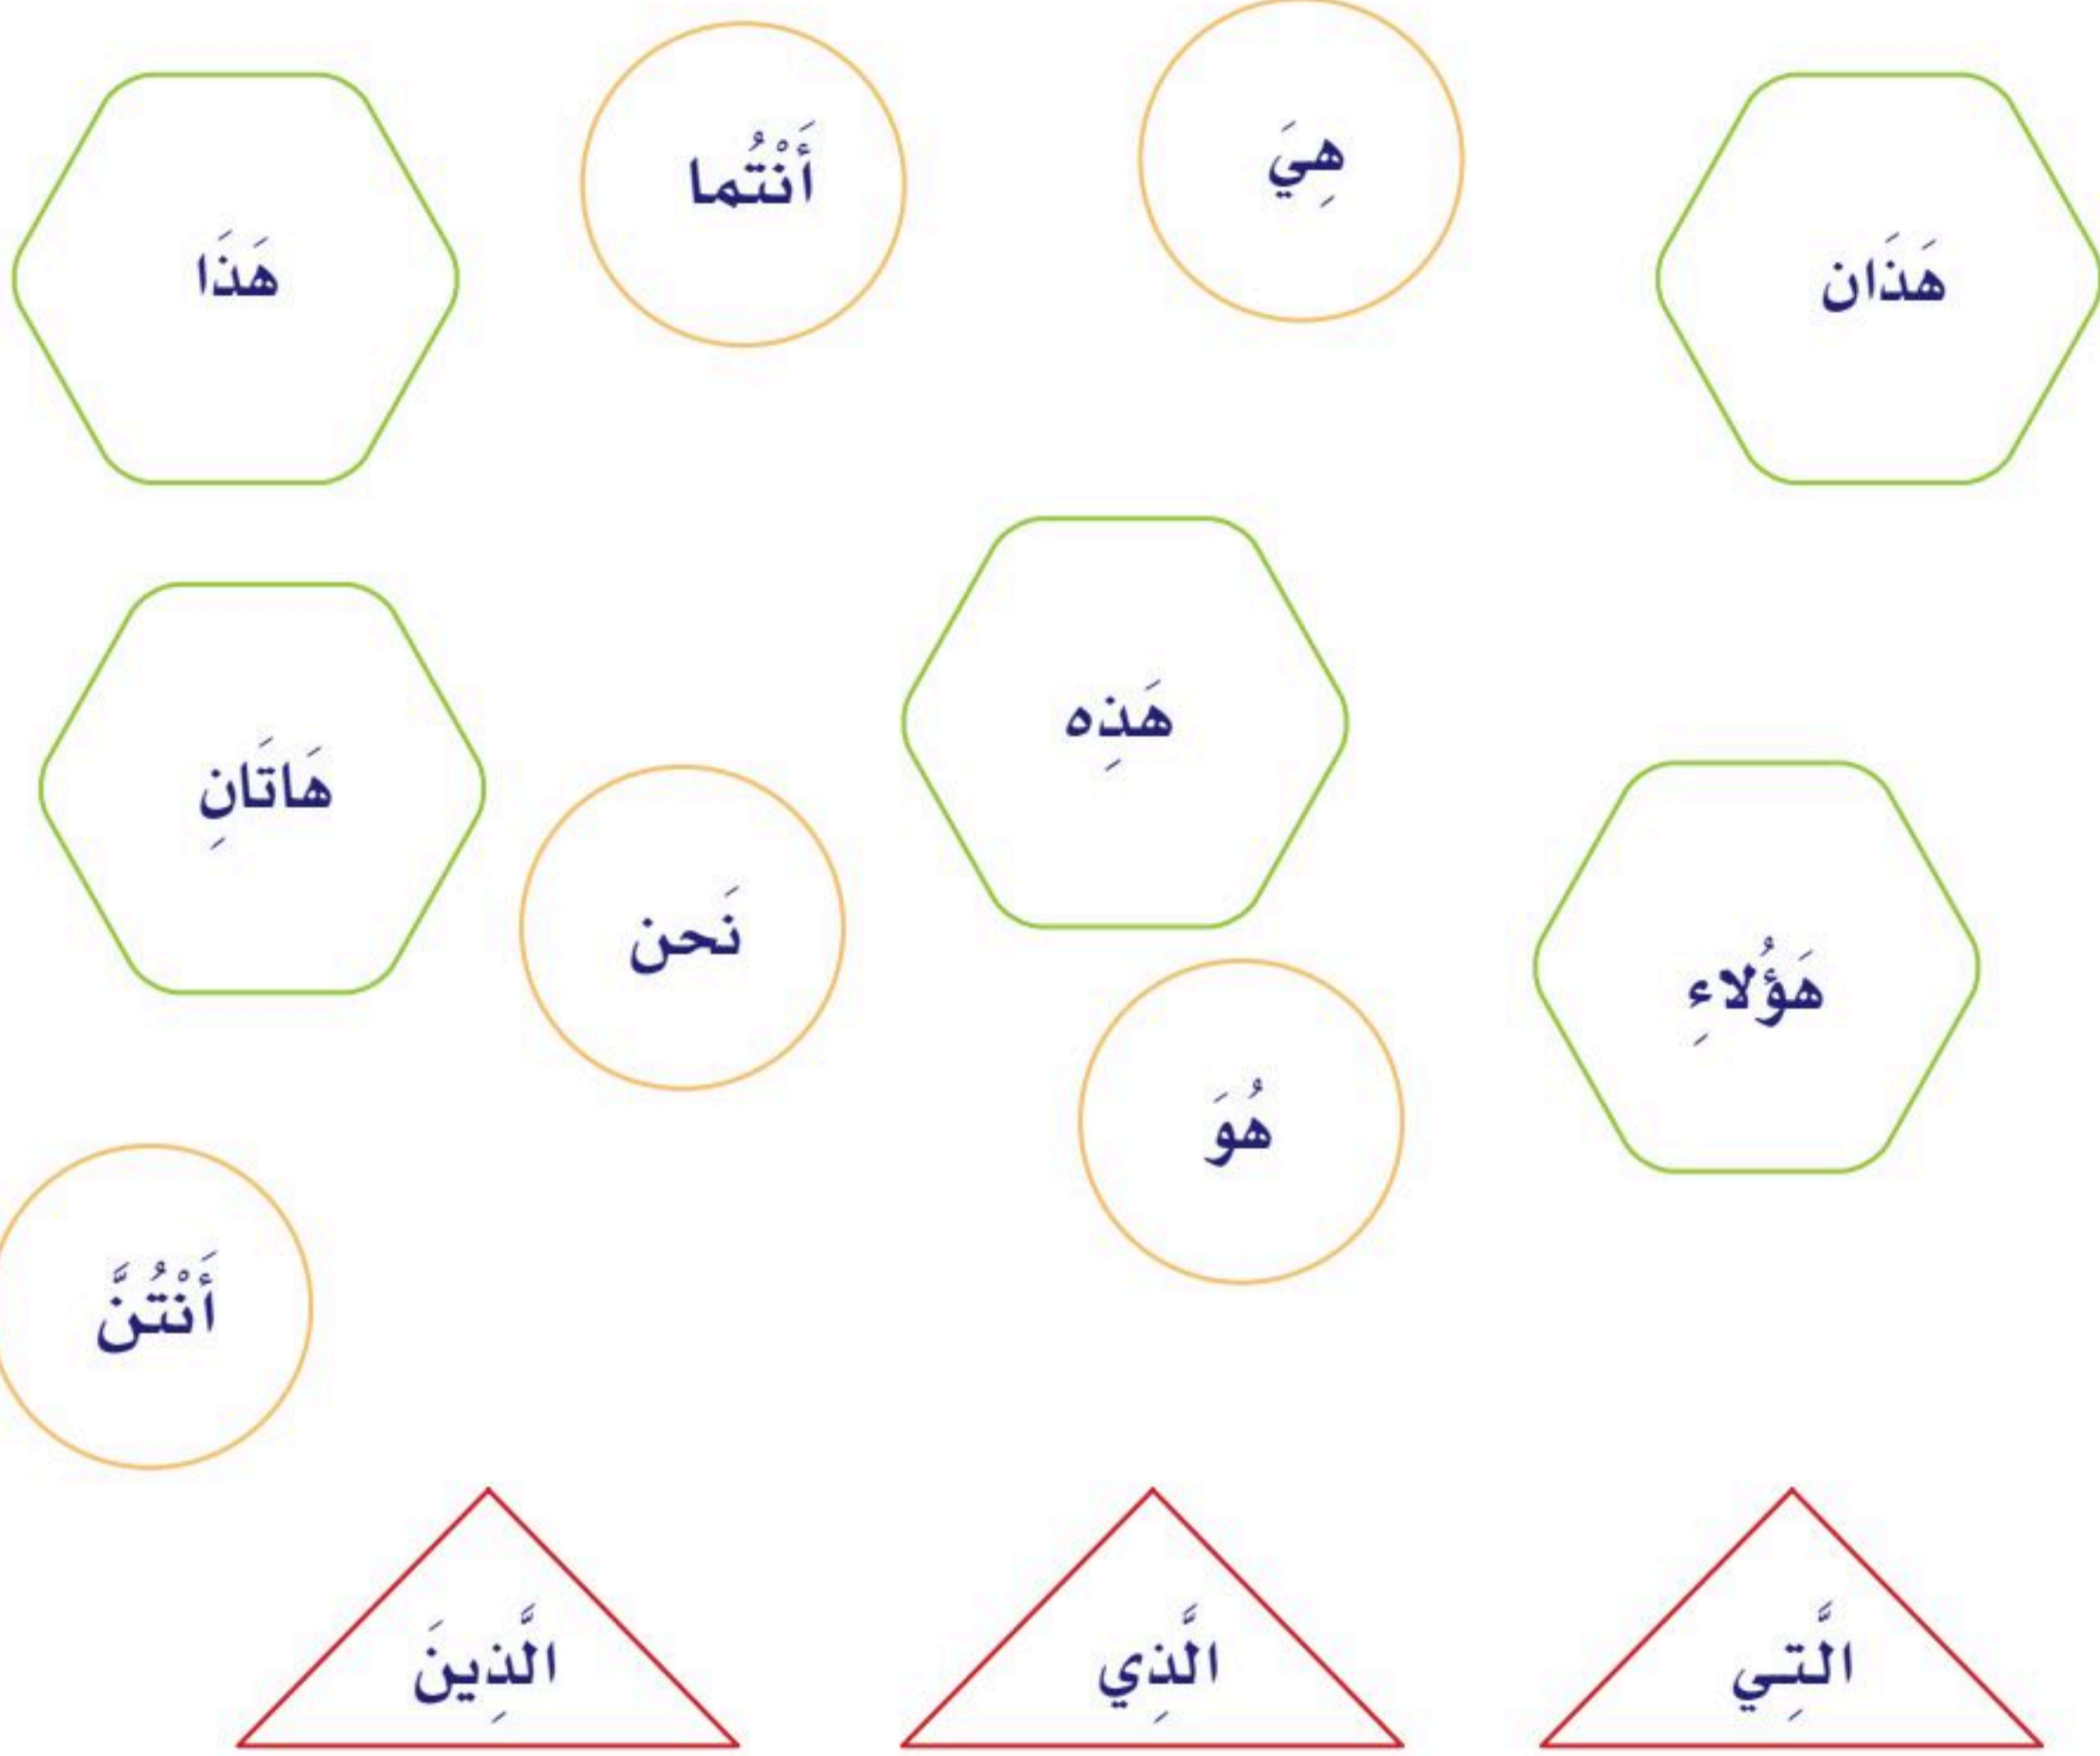 هَذَان
هِيَ
أَنْتُما
هَذَا
هَذِه
هَاتَانِ
نَحن
هَؤُلاءِ
هُوَ
أَنْتُنَّ
الَّتِي
الَّذِي
الَّذِينَ